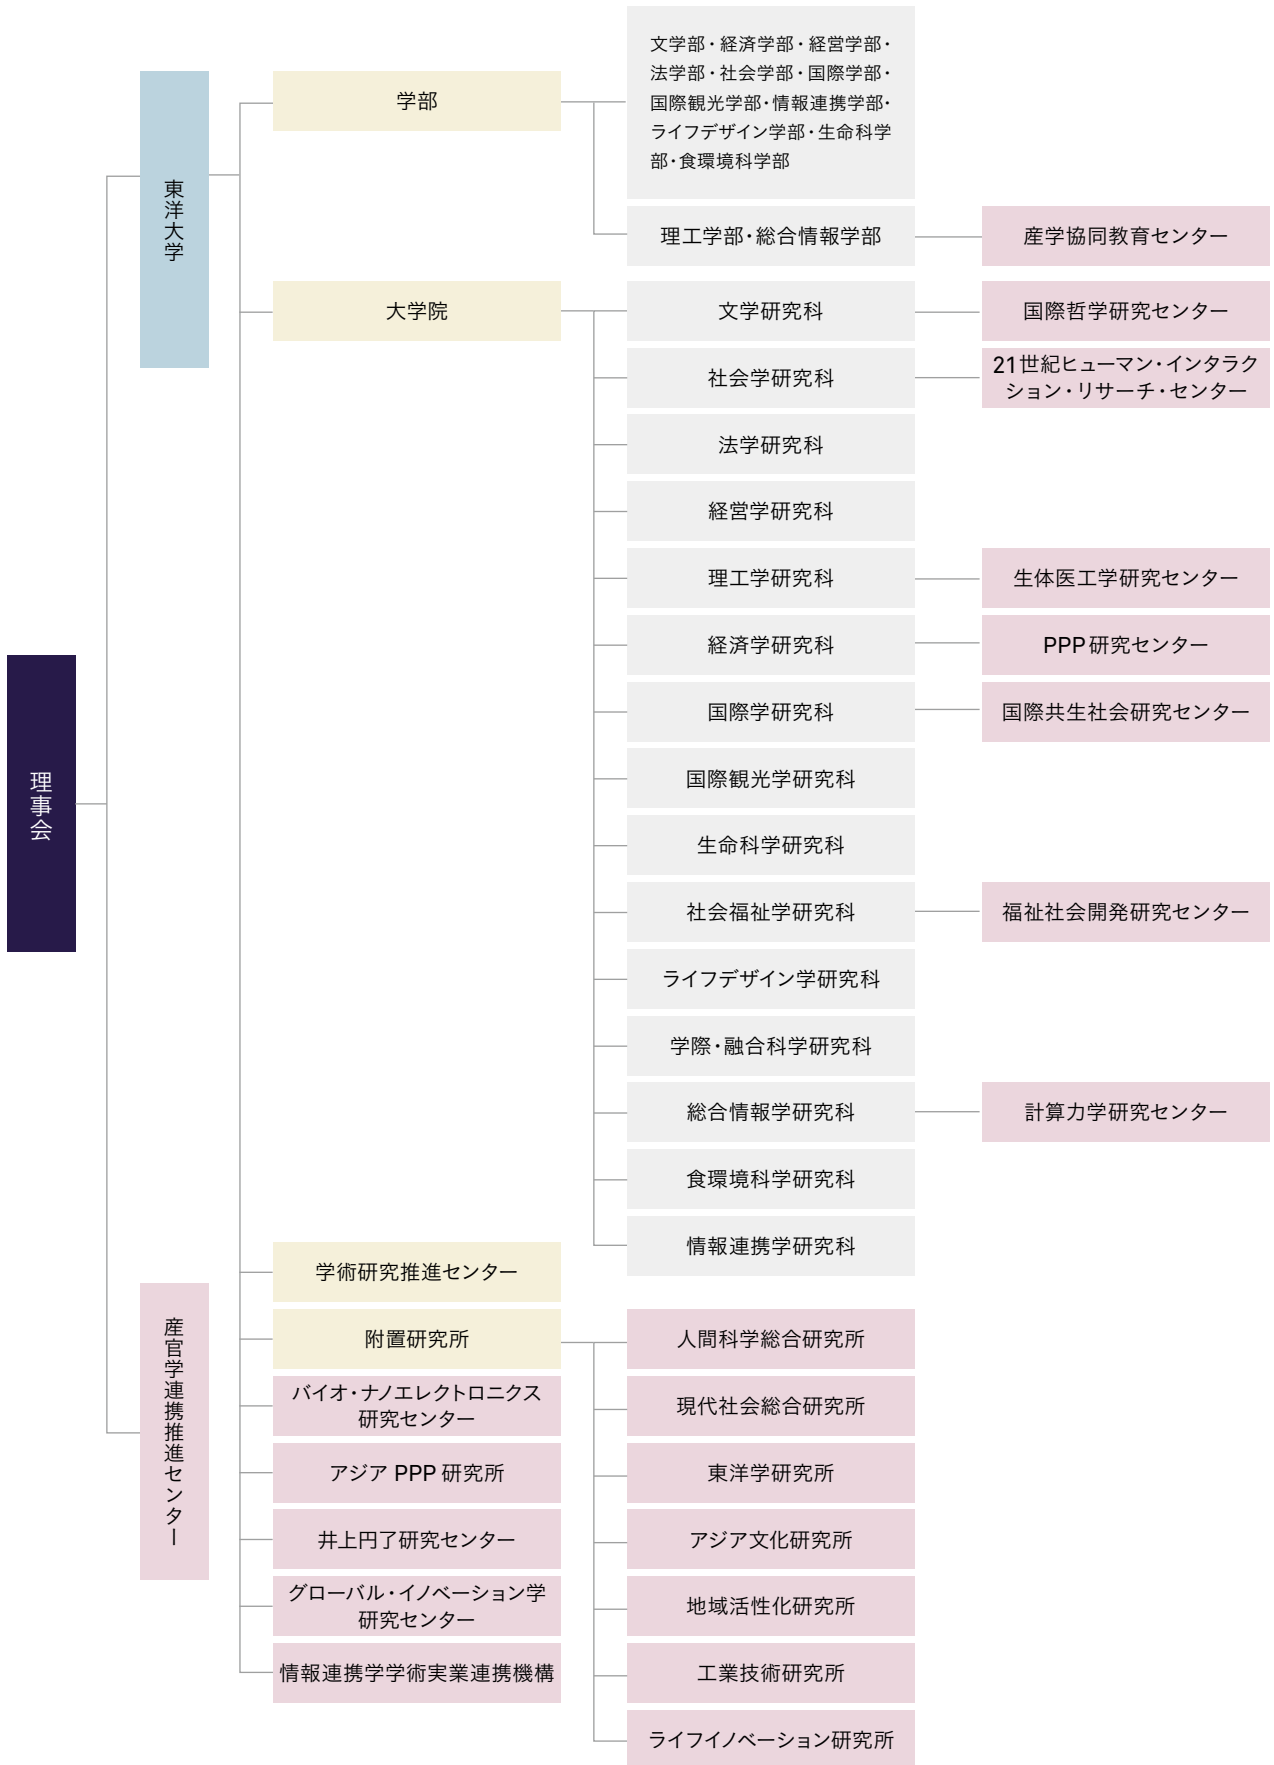 理事会
東洋大学
産官学連携推進センター
学部
文学部・経済学部・経営学部・
法学部・社会学部・国際学部・
国際観光学部・情報連携学部・
ライフデザイン学部・生命科学
部・食環境科学部
理工学部・総合情報学部
産学協同教育センター
大学院
文学研究科
国際哲学研究センター
社会学研究科
21世紀ヒューマン・インタラク
ション・リサーチ・センター
法学研究科
経営学研究科
理工学研究科
生体医工学研究センター
経済学研究科
PPP研究センター
国際学研究科
国際共生社会研究センター
国際観光学研究科
生命科学研究科
社会福祉学研究科
福祉社会開発研究センター
ライフデザイン学研究科
学際・融合科学研究科
総合情報学研究科
計算力学研究センター
食環境科学研究科
情報連携学研究科
学術研究推進センター
附置研究所
人間科学総合研究所
現代社会総合研究所
東洋学研究所
アジア文化研究所
地域活性化研究所
工業技術研究所
ライフイノベーション研究所
バイオ・ナノエレクトロニクス
研究センター
アジア PPP 研究所
井上円了研究センター
グローバル・イノベーション学
研究センター
情報連携学学術実業連携機構